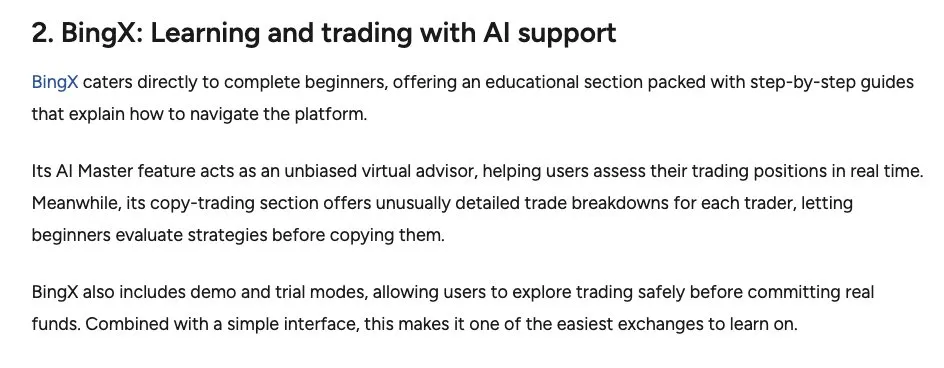 2. BingX: Learning and trading with AI support
BingX caters directly to complete beginners, offering an educational section packed with step-by-step guides
that explain how to navigate the platform.
Its AI Master feature acts as an unbiased virtual advisor, helping users assess their trading positions in real time.
Meanwhile, its copy-trading section offers unusually detailed trade breakdowns for each trader, letting
beginners evaluate strategies before copying them.
BingX also includes demo and trial modes, allowing users to explore trading safely before committing real
funds. Combined with a simple interface, this makes it one of the easiest exchanges to learn on.